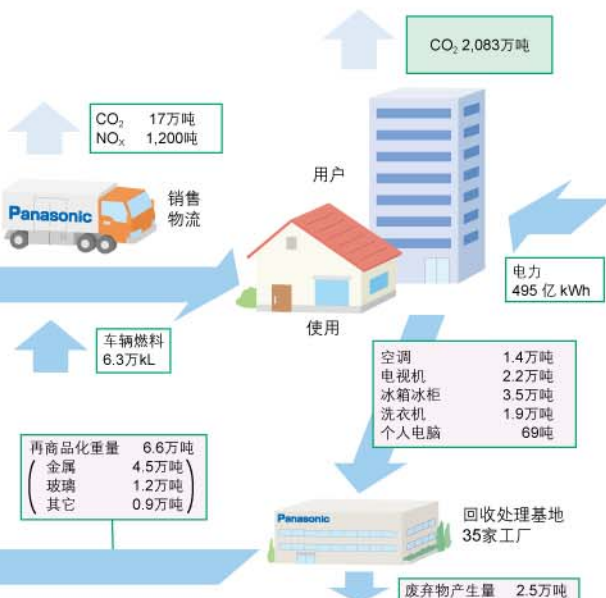 CO₂ 2,083万吨
CO₂ 17万吨
NOₓ 1,200吨
用户
Panasonic
销售
物流
电力
495 亿 kWh
使用
车辆燃料
6.3万kL
空调 1.4万吨
电视机 2.2万吨
冰箱冰柜 3.5万吨
洗衣机 1.9万吨
个人电脑 69吨
再商品化重量 6.6万吨
(金属 4.5万吨
玻璃 1.2万吨
其它 0.9万吨)
Panasonic
回收处理基地
35家工厂
废弃物产生量 2.5万吨